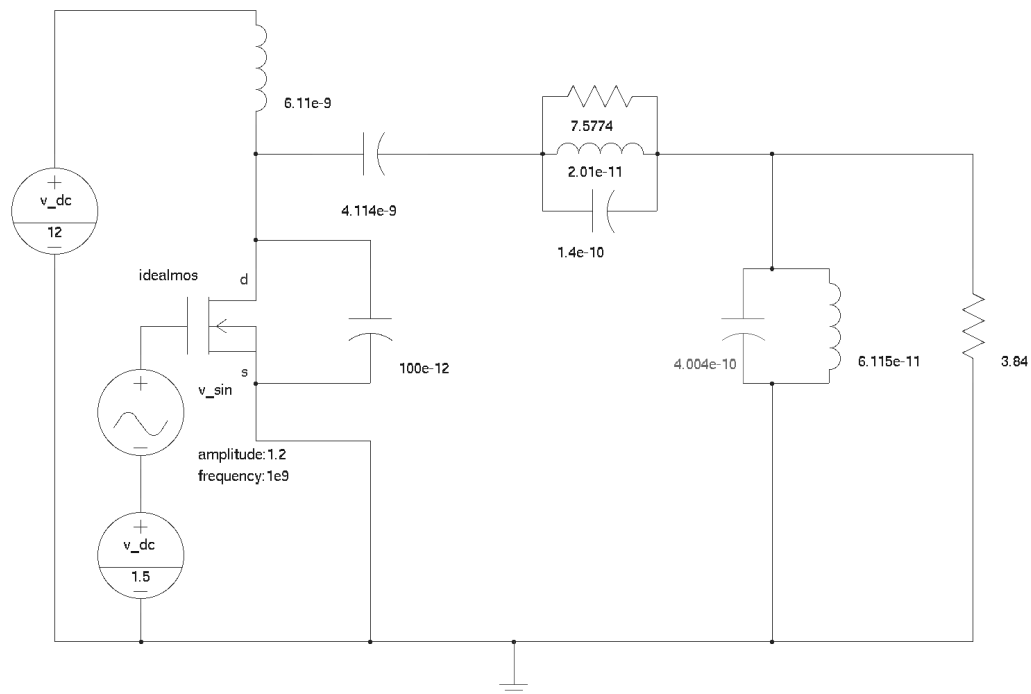 6.11e-9
7.5774
2.01e-11
4.114e-9
1.4e-10
+
v_dc
12
−
idealmos
d
s
100e-12
4.004e-10
6.115e-11
3.84
+
−
v_sin
amplitude:1.2
frequency:1e9
+
v_dc
1.5
−